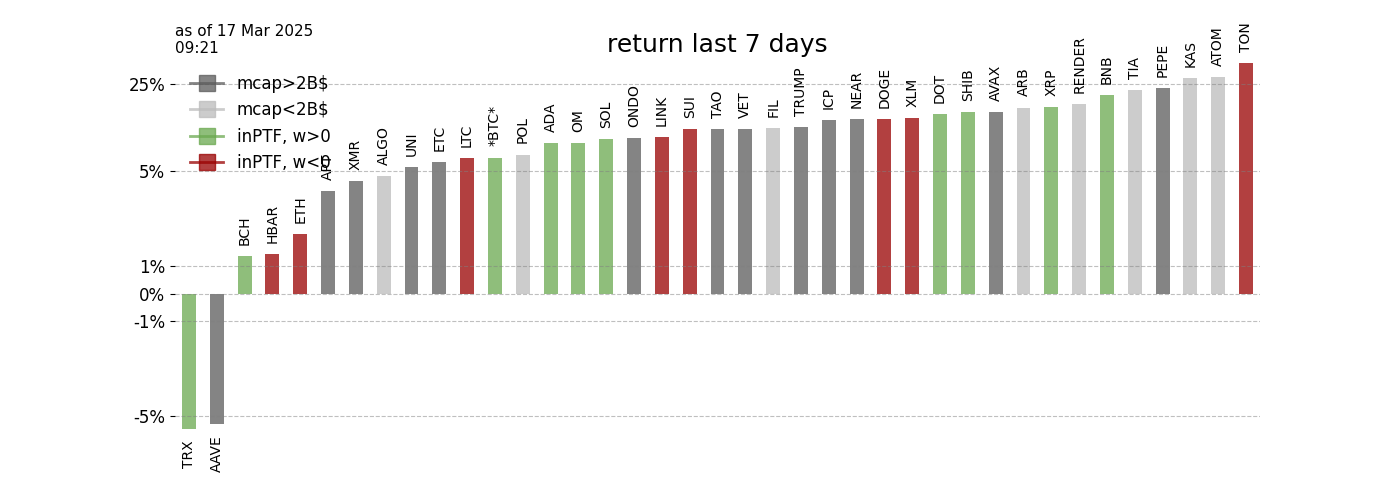 as of 17 Mar 2025
09:21
return last 7 days
mcap>2B$
mcap<2B$
inPTF, w>0
inPTF, w<0
25%
5%
1%
0%
-1%
-5%
TRX
AAVE
BCH
HBAR
ETH
APT
XMR
ALGO
UNI
ETC
LTC
*BTC*
POL
ADA
OM
SOL
ONDO
LINK
SUI
TAO
VET
FIL
TRUMP
ICP
NEAR
DOGE
XLM
DOT
SHIB
AVAX
ARB
XRP
RENDER
BNB
TIA
PEPE
KAS
ATOM
TON